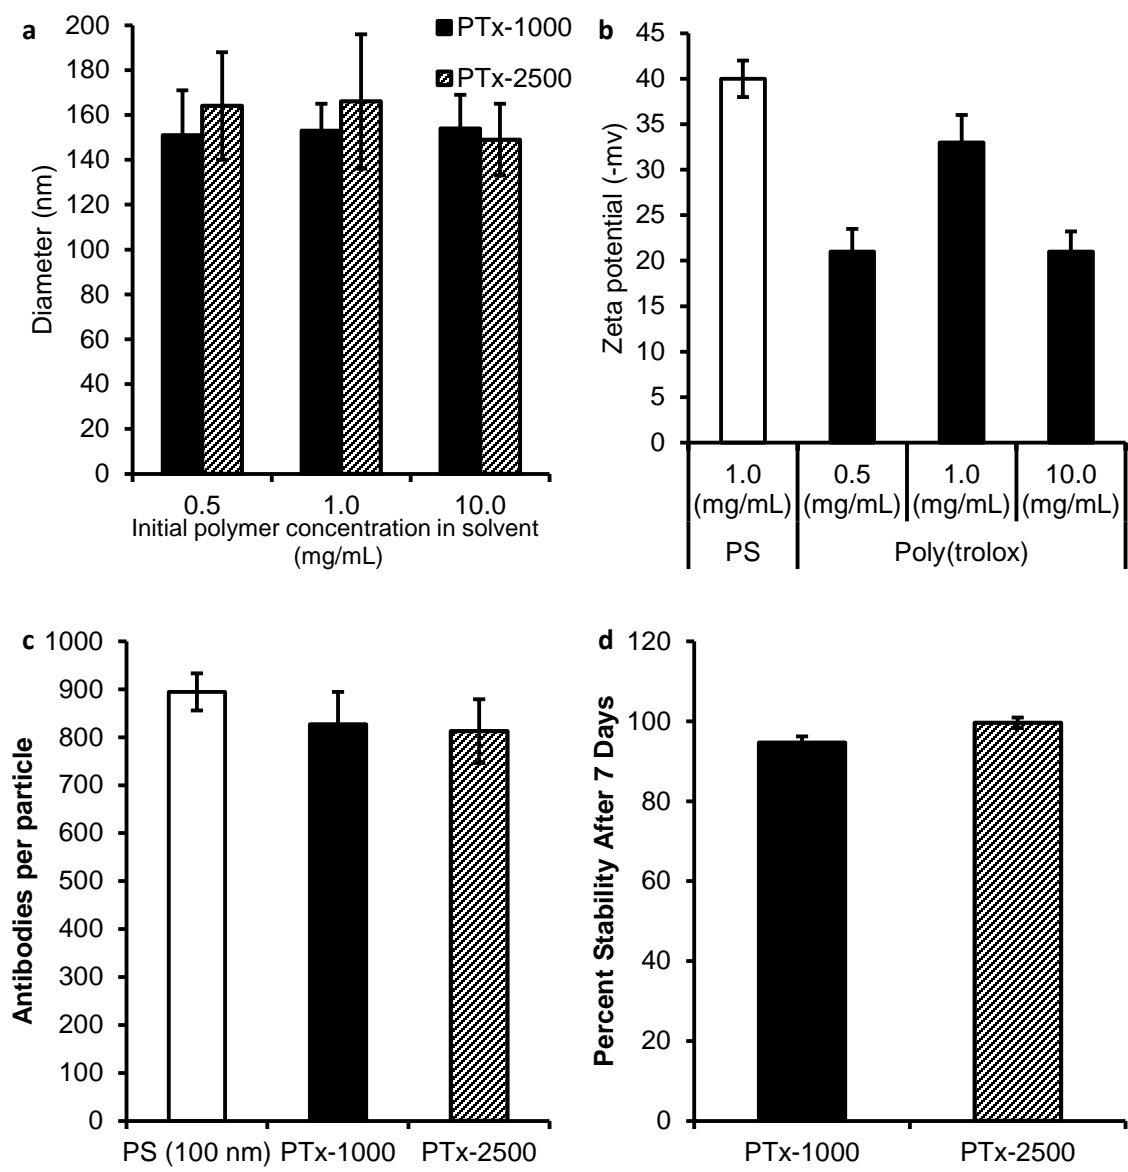 a
200
180
160
140
120
100
80
60
40
20
0
Diameter (nm)
PTx-1000
PTx-2500
0.5 1.0 10.0
Initial polymer concentration in solvent
(mg/mL)
b
45
40
35
30
25
20
15
10
5
0
Zeta potential (-mv)
1.0 0.5 1.0 10.0
(mg/mL) (mg/mL) (mg/mL) (mg/mL)
PS Poly(trolox)
c
1000
900
800
700
600
500
400
300
200
100
0
Antibodies per particle
PS (100 nm) PTx-1000 PTx-2500
d
120
100
80
60
40
20
0
Percent Stability After 7 Days
PTx-1000 PTx-2500